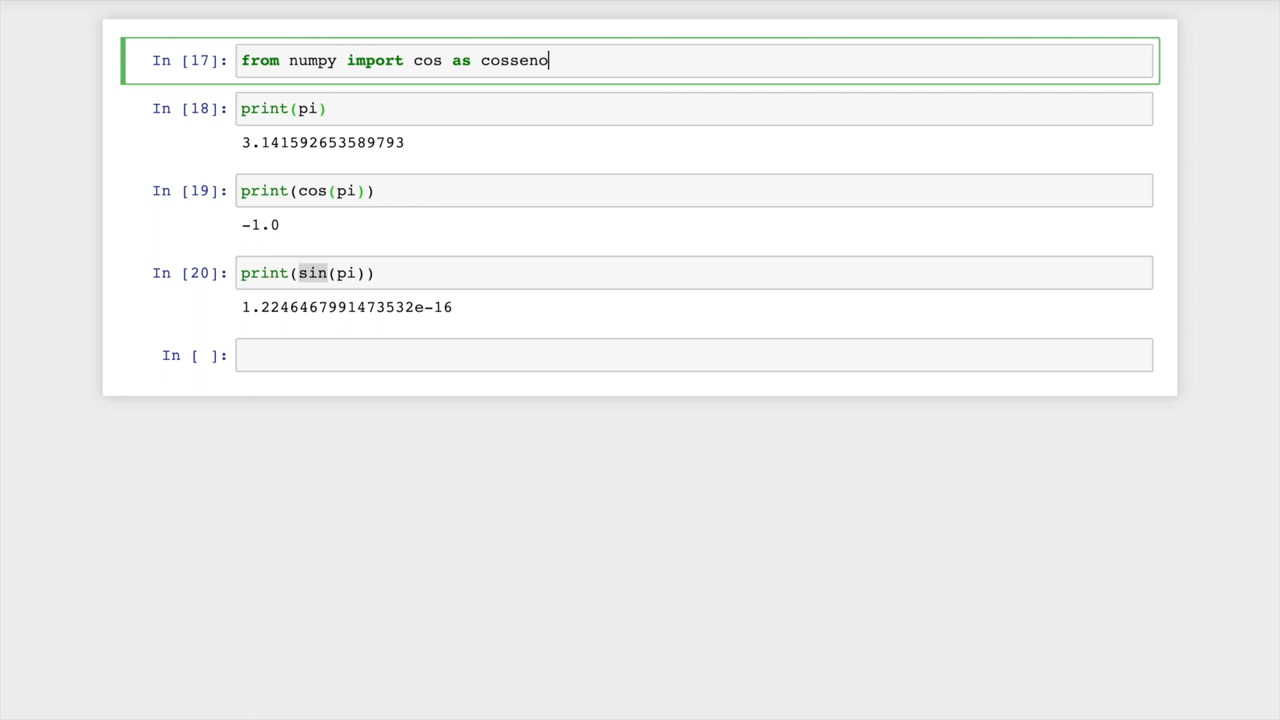 In [17]: from numpy import cos as cosseno
In [18]: print(pi)
3.141592653589793
In [19]: print(cos(pi))
-1.0
In [20]: print(sin(pi))
1.2246467991473532e-16
In [ ]: